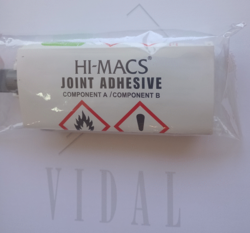 HI-MACS®
JOINT ADHESIVE
COMPONENT A / COMPONENT B
VIDAL